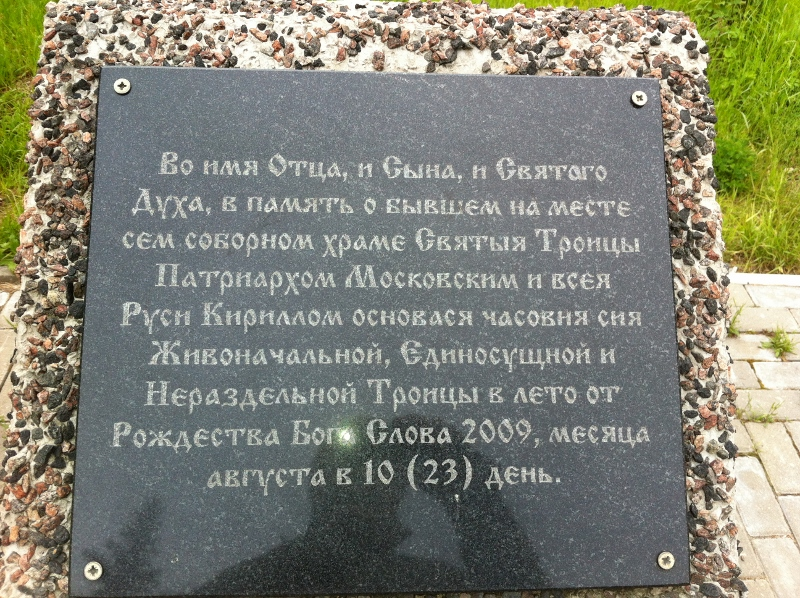 Во имя Отца, и Сына, и Святого
Духа, в память о бывшем на месте
сем соборном храме Святыя Троицы
Патриархом Московским и всея
Руси Кириллом основася часовня сия
Живоначальной, Единосущной и
Нераздельной Троицы в лето от
Рождества Бога Слова 2009, месяца
августа в 10 (23) день.